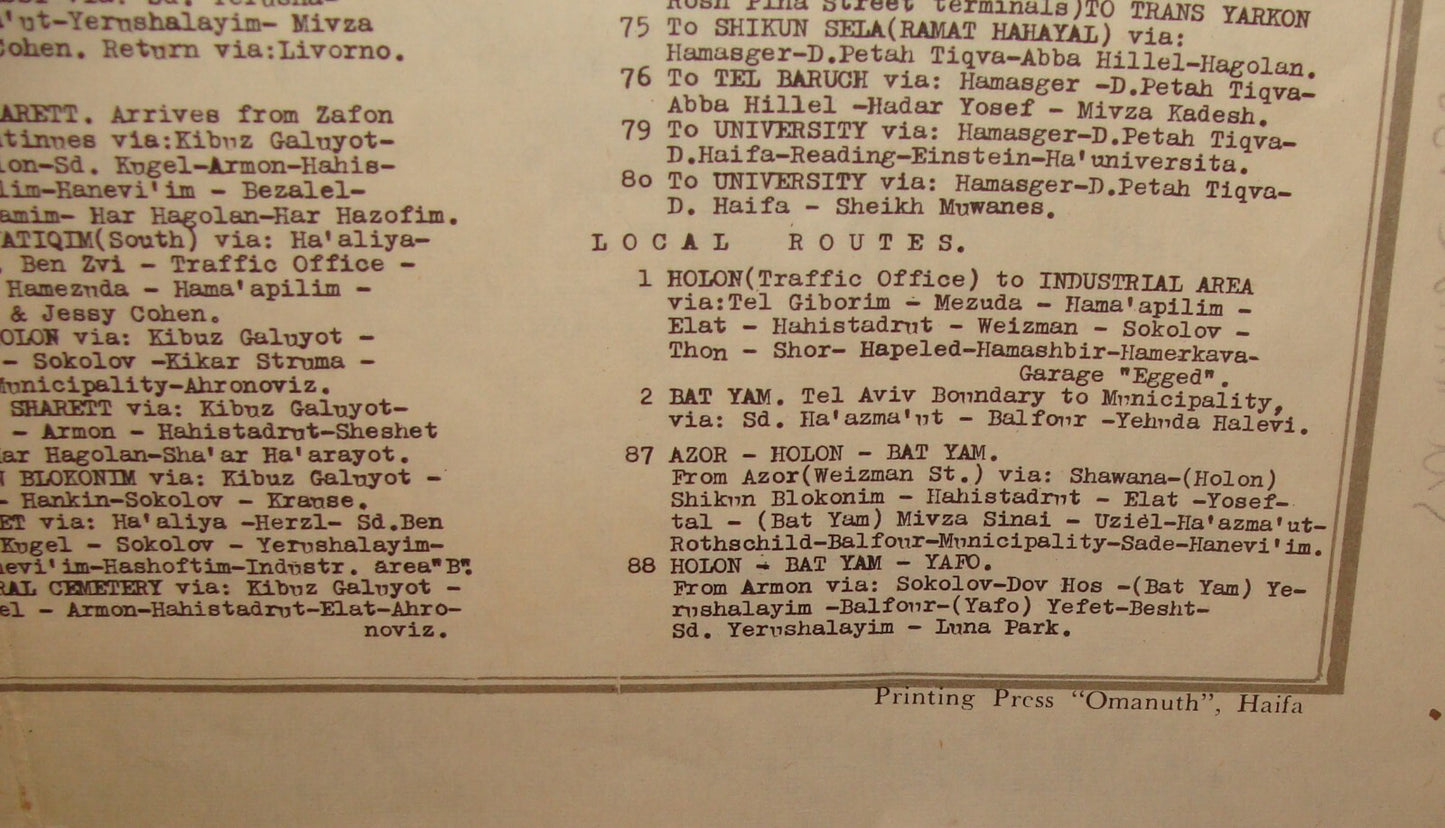 'ut-Yerushalayim- Mivza
Cohen. Return via:Livorno.
ARETT. Arrives from Zafon
tinues via:Kibuz Galuyot-
lon-Sd. Kugel-Armon-Hahis-
lim-Hanevi'im - Bezalel-
amim- Har Hagolan-Har Hazofim.
VATIQIM(South) via: Ha'aliya-
. Ben Zvi - Traffic Office -
Hamezuda - Hama'apilim -
& Jessy Cohen.
OLON via: Kibuz Galuyot -
- Sokolov -Kikar Struma -
Municipality-Ahronoviz.
SHARETT via: Kibuz Galuyot-
- Armon - Hahistadrut-Sheshet
Har Hagolan-Sha'ar Ha'arayot.
N BLOKONIM via: Kibuz Galuyot -
- Hankin-Sokolov - Krause.
ET via: Ha'aliya -Herzl- Sd.Ben
Kugel - Sokolov - Yerushalayim-
nevi'im-Hashoftim-Industr. area"B".
RAL CEMETERY via: Kibuz Galuyot -
el - Armon-Hahistadrut-Elat-Ahro-
noviz.
Rosh Pina Street terminals)TO TRANS YARKON
75 To SHIKUN SELA(RAMAT HAHAYAL) via:
Hamasger-D.Petah Tiqva-Abba Hillel-Hagolan.
76 To TEL BARUCH via: Hamasger -D.Petah Tiqva-
Abba Hillel -Hadar Yosef - Mivza Kadesh.
79 To UNIVERSITY via: Hamasger-D.Petah Tiqva-
D.Haifa-Reading-Einstein-Ha'universita.
80 To UNIVERSITY via: Hamasger-D.Petah Tiqva-
D. Haifa - Sheikh Muwanes.
LOCAL ROUTES.
1 HOLON(Traffic Office) to INDUSTRIAL AREA
via:Tel Giborim - Mezuda - Hama'apilim -
Elat - Hahistadrut - Weizman - Sokolov -
Thon - Shor- Hapeled-Hamashbir-Hamerkava-
Garage "Egged".
2 BAT YAM. Tel Aviv Boundary to Municipality,
via: Sd. Ha'azma'ut - Balfour -Yehuda Halevi.
87 AZOR - HOLON - BAT YAM.
From Azor(Weizman St.) via: Shawana-(Holon)
Shikun Blokonim - Hahistadrut - Elat -Yosef-
tal - (Bat Yam) Mivza Sinai - Uziel-Ha'azma'ut-
Rothschild-Balfour-Municipality-Sade-Hanevi'im.
88 HOLON - BAT YAM - YAFO.
From Armon via: Sokolov-Dov Hos -(Bat Yam) Ye-
rushalayim -Balfour-(Yafo) Yefet-Besht-
Sd. Yerushalayim - Luna Park.
Printing Press "Omanuth", Haifa